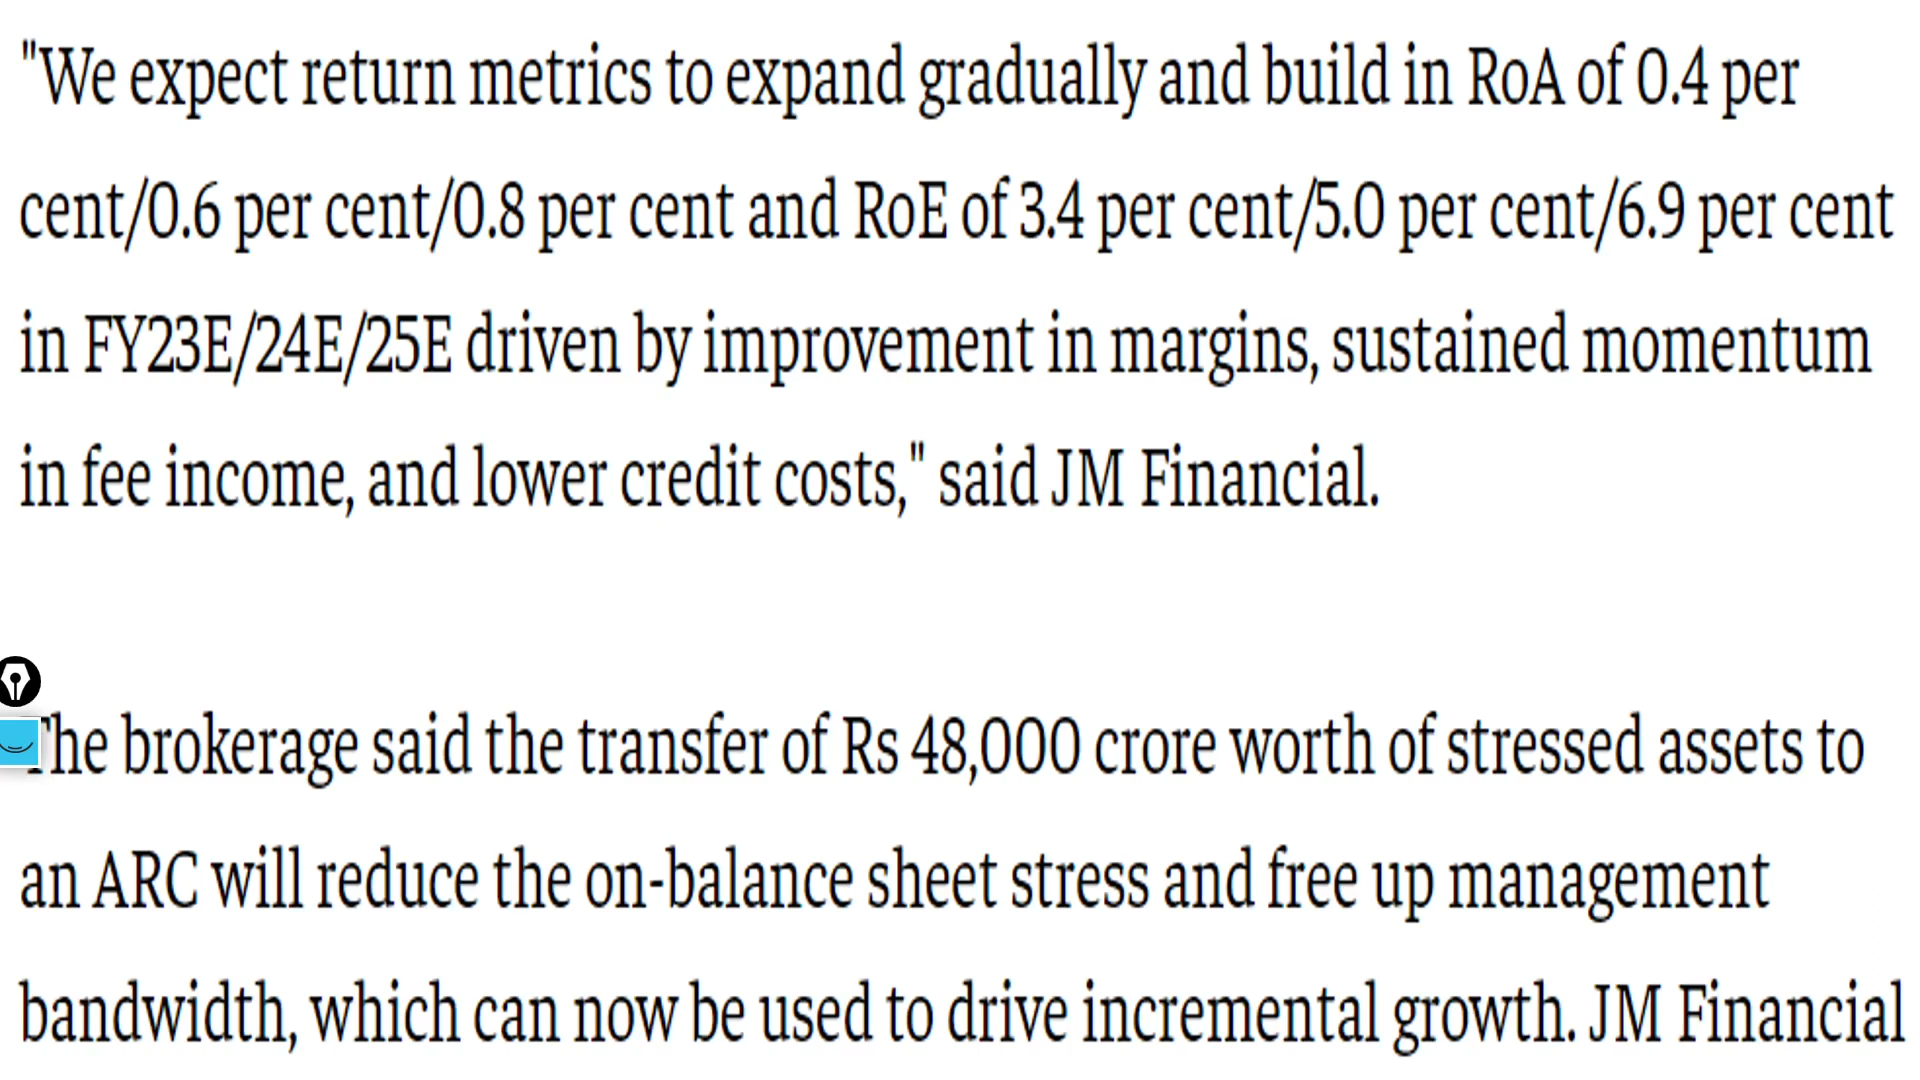 "We expect return metrics to expand gradually and build in RoA of 0.4 per
cent/0.6 per cent/0.8 per cent and RoE of 3.4 per cent/5.0 per cent/6.9 per cent
in FY23E/24E/25E driven by improvement in margins, sustained momentum
in fee income, and lower credit costs," said JM Financial.
The brokerage said the transfer of Rs 48,000 crore worth of stressed assets to
an ARC will reduce the on-balance sheet stress and free up management
bandwidth, which can now be used to drive incremental growth. JM Financial